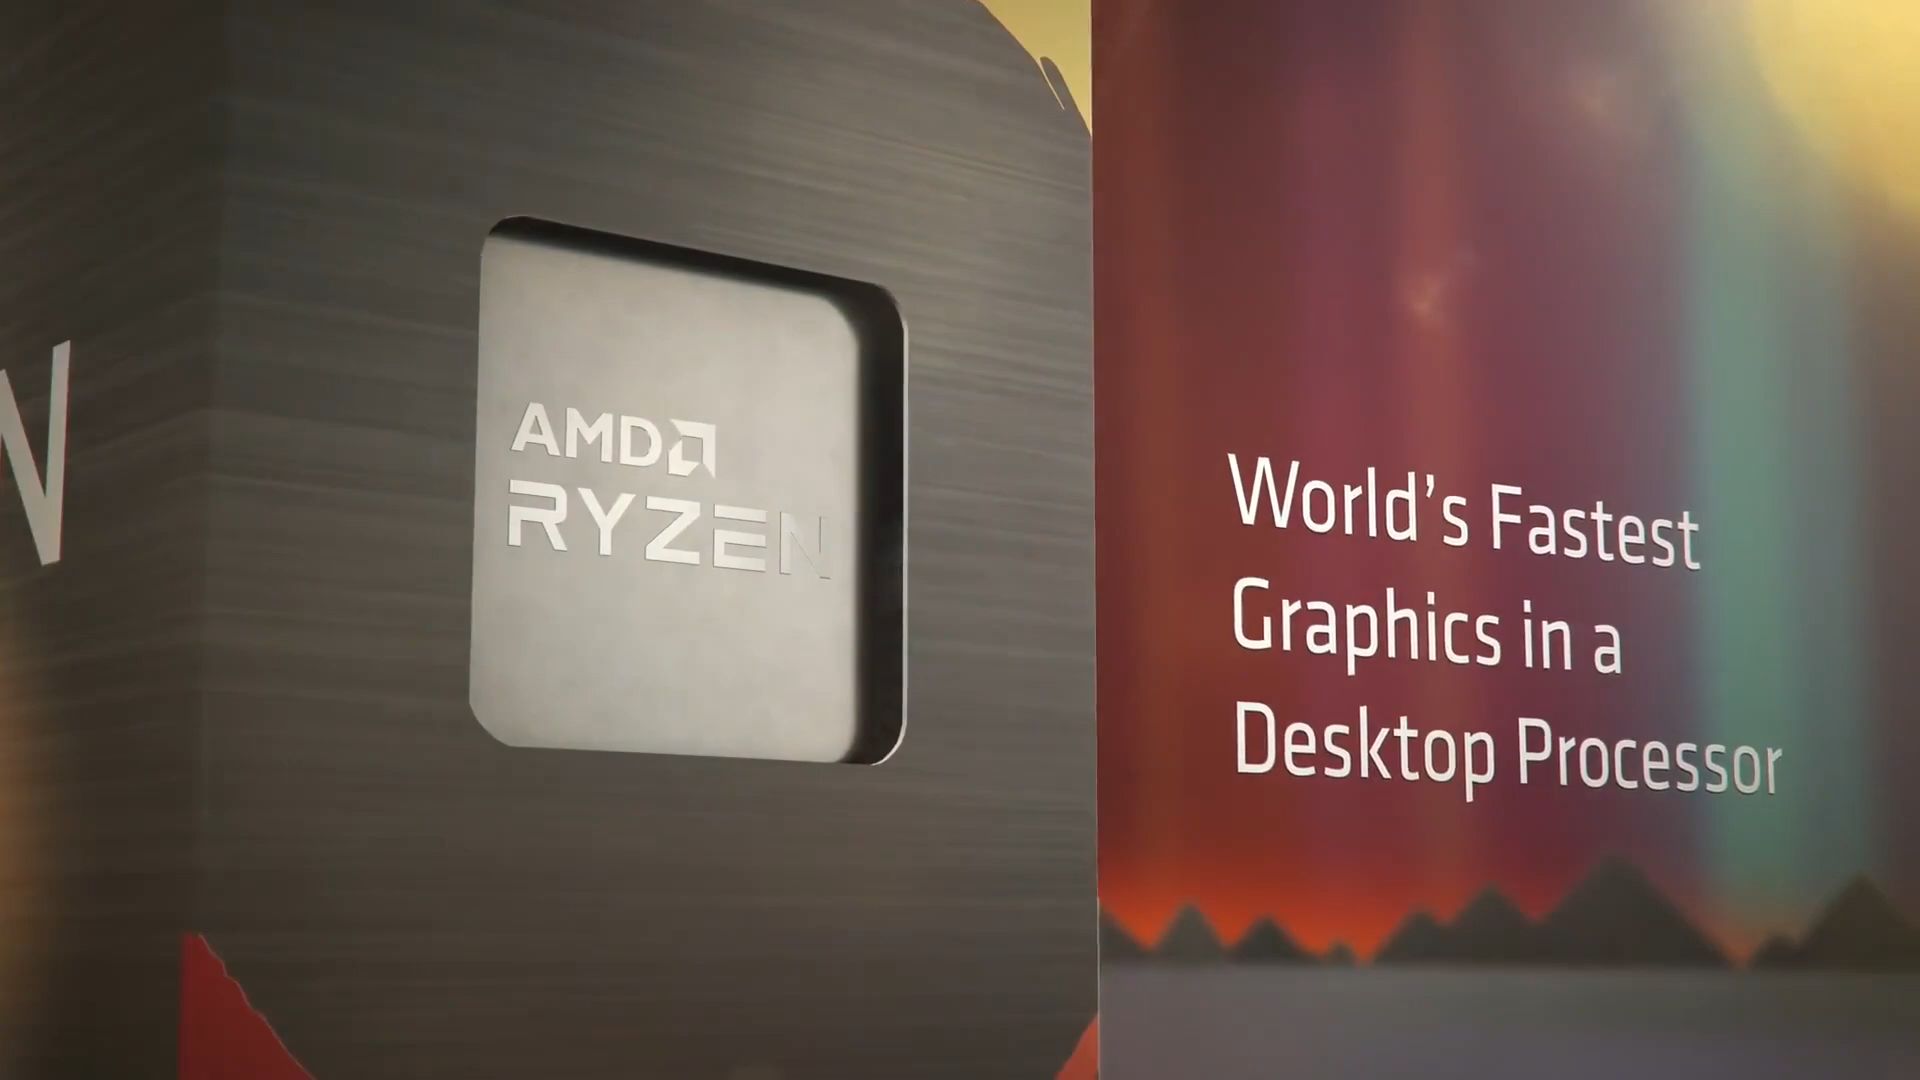 N
AMD
RYZEN
World's Fastest
Graphics in a
Desktop Processor